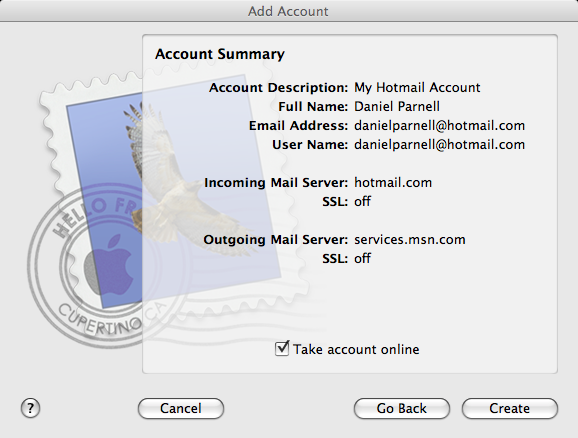 Add Account
Account Summary
Account Description: My Hotmail Account
Full Name: Daniel Parnell
Email Address: danielparnell@hotmail.com
User Name: danielparnell@hotmail.com
Incoming Mail Server: hotmail.com
SSL: off
Outgoing Mail Server: services.msn.com
SSL: off
HELLO FR
CUPERTINO CA
Take account online
?
Cancel
Go Back
Create